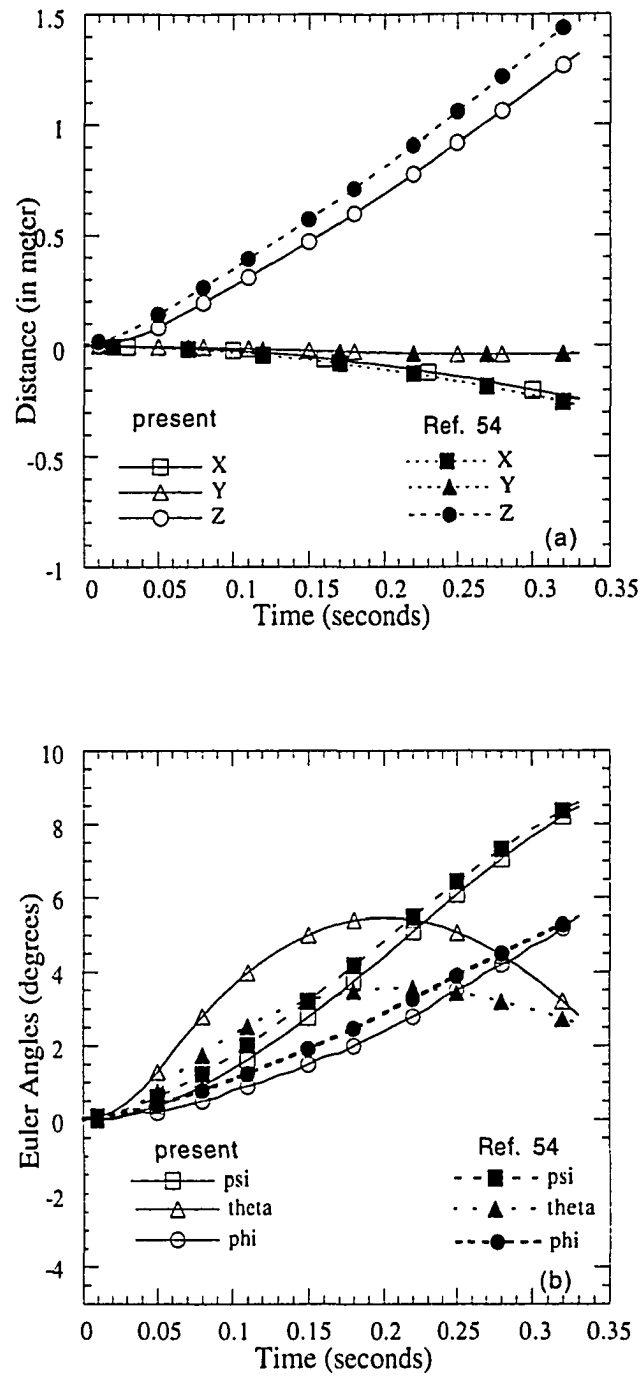 1.5
1
0.5
0
-0.5
-1
Distance (in meter)
present
X
Y
Z
Ref. 54
X
Y
Z
(a)
0 0.05 0.1 0.15 0.2 0.25 0.3 0.35
Time (seconds)
10
8
6
4
2
0
-2
-4
Euler Angles (degrees)
present
psi
theta
phi
Ref. 54
psi
theta
phi
(b)
0 0.05 0.1 0.15 0.2 0.25 0.3 0.35
Time (seconds)